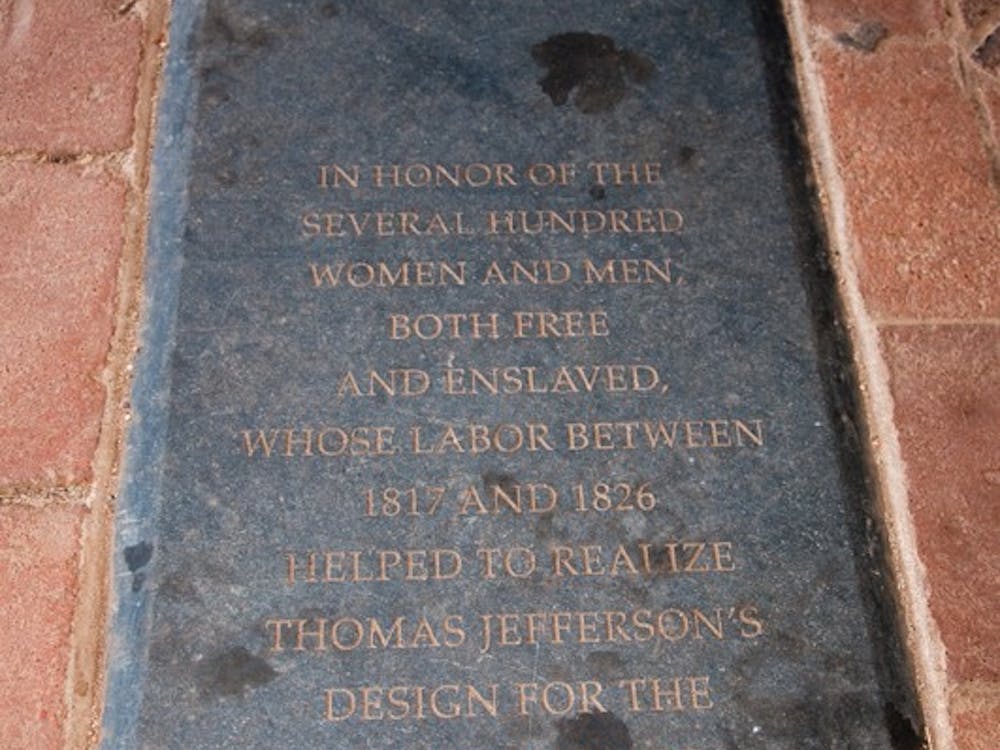 IN HONOR OF THE
SEVERAL HUNDRED
WOMEN AND MEN,
BOTH FREE
AND ENSLAVED,
WHOSE LABOR BETWEEN
1817 AND 1826
HELPED TO REALIZE
THOMAS JEFFERSON'S
DESIGN FOR THE